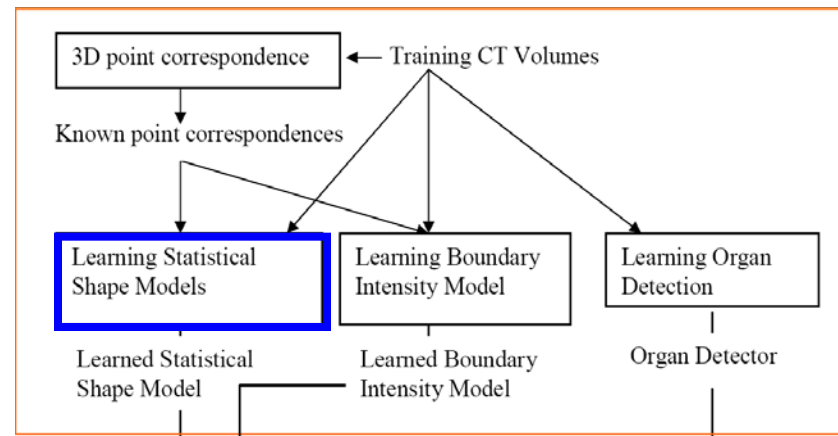 3D point correspondence
Training CT Volumes
Known point correspondences
Learning Statistical
Shape Models
Learning Boundary
Intensity Model
Learning Organ
Detection
Learned Statistical
Shape Model
Learned Boundary
Intensity Model
Organ Detector